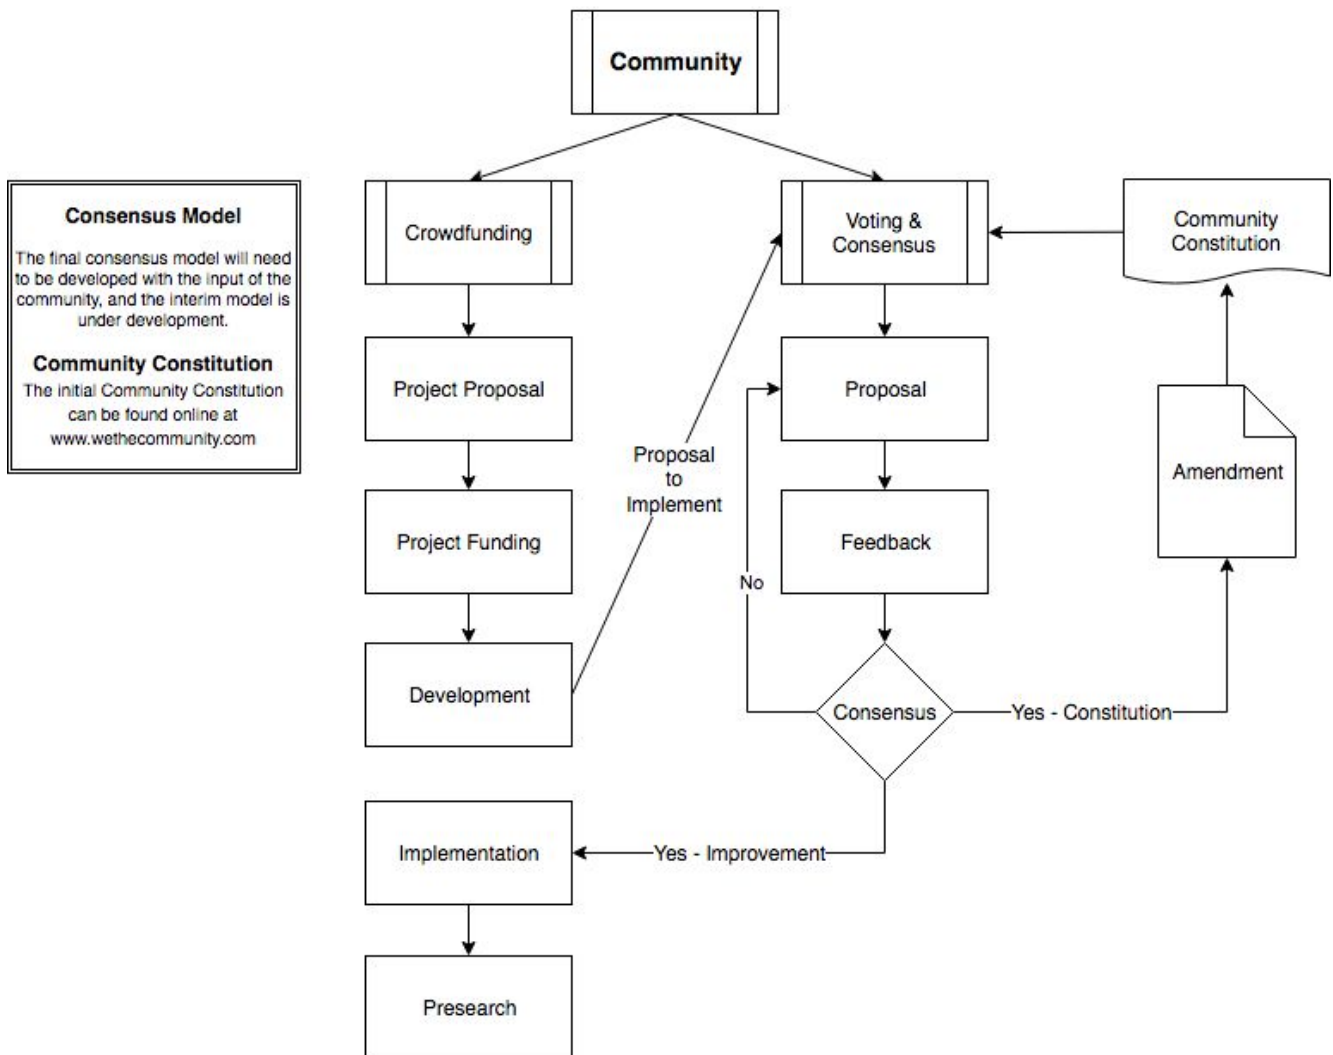 Community
Consensus Model
The final consensus model will need
to be developed with the input of the
community, and the interim model is
under development.
Community Constitution
The initial Community Constitution
can be found online at
www.wethecommunity.com
Crowdfunding
Project Proposal
Project Funding
Development
Proposal
to
Implement
Voting &
Consensus
Proposal
Feedback
No
Consensus
Yes - Constitution
Amendment
Community
Constitution
Yes - Improvement
Implementation
Presearch